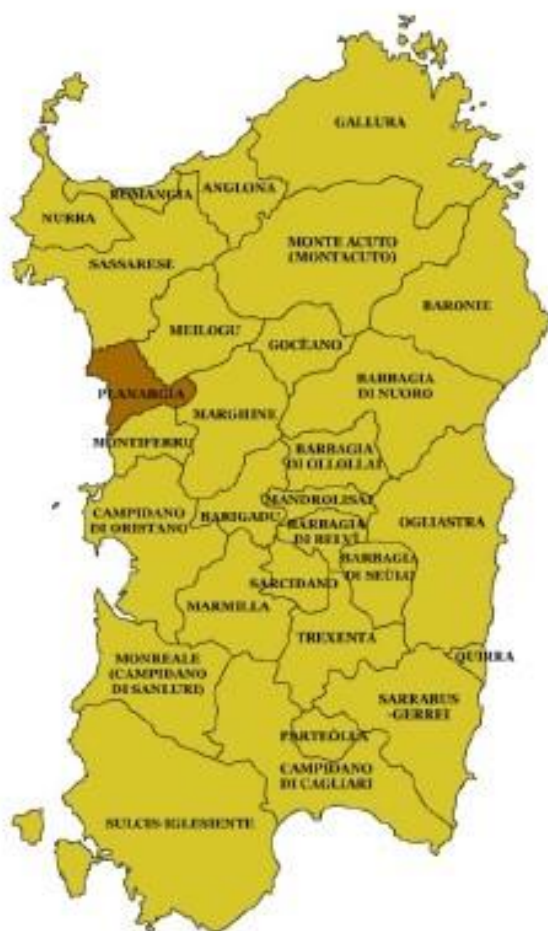 GALLURA
ANGLONA
ROMANGIA
NURRA
MONTE ACUTO
(MONTACUTO)
SASSARESE
BARONIE
MEILOGU
GOCEANO
BARBAGIA
DI NUORO
PLANARGIA
MARGHINE
MONTIFERRU
BARBAGIA
DI OLLOLAI
MANDROLISAI
CAMPIDANO
DI ORISTANO
BARIGADU
BARBAGIA
DI BELVÌ
OGLIASTRA
BARBAGIA
DI SEÙLO
SARCIDANO
MARMILLA
TREXENTA
MONREALE
(CAMPIDANO
DI SANLURI)
QUIRRA
SARRABUS
-GERREI
PARTEOLLA
CAMPIDANO
DI CAGLIARI
SULCIS-IGLESIENTE